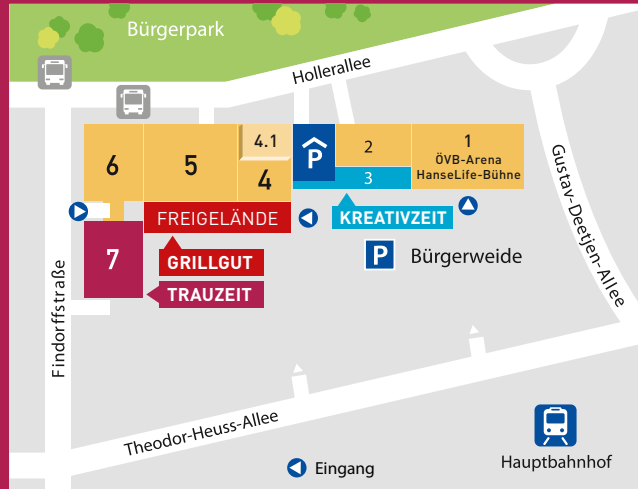 Bürgerpark
Hollerallee
6
5
4.1
4
P
2
3
1
ÖVB-Arena
HanseLife-Bühne
Gustav-Deetjen-Allee
FREIGELÄNDE
KREATIVZEIT
7
GRILLGUT
TRAUZEIT
P
Bürgerweide
Findorffstraße
Theodor-Heuss-Allee
Hauptbahnhof
Eingang